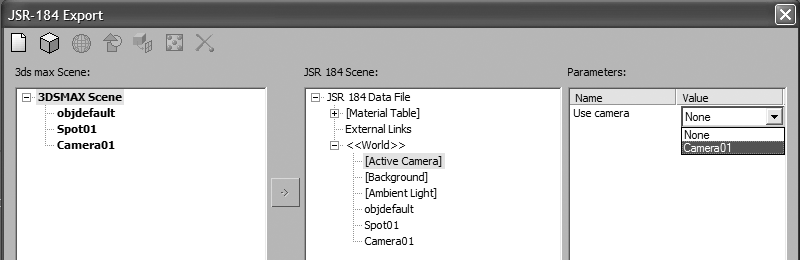 JSR-184 Export
3ds max Scene:
3DSMAX Scene
objdefault
Spot01
Camera01
JSR 184 Scene:
JSR 184 Data File
[Material Table]
External Links
<<World>>
[Active Camera]
[Background]
[Ambient Light]
objdefault
Spot01
Camera01
Parameters:
Name Value
Use camera None
None
Camera01